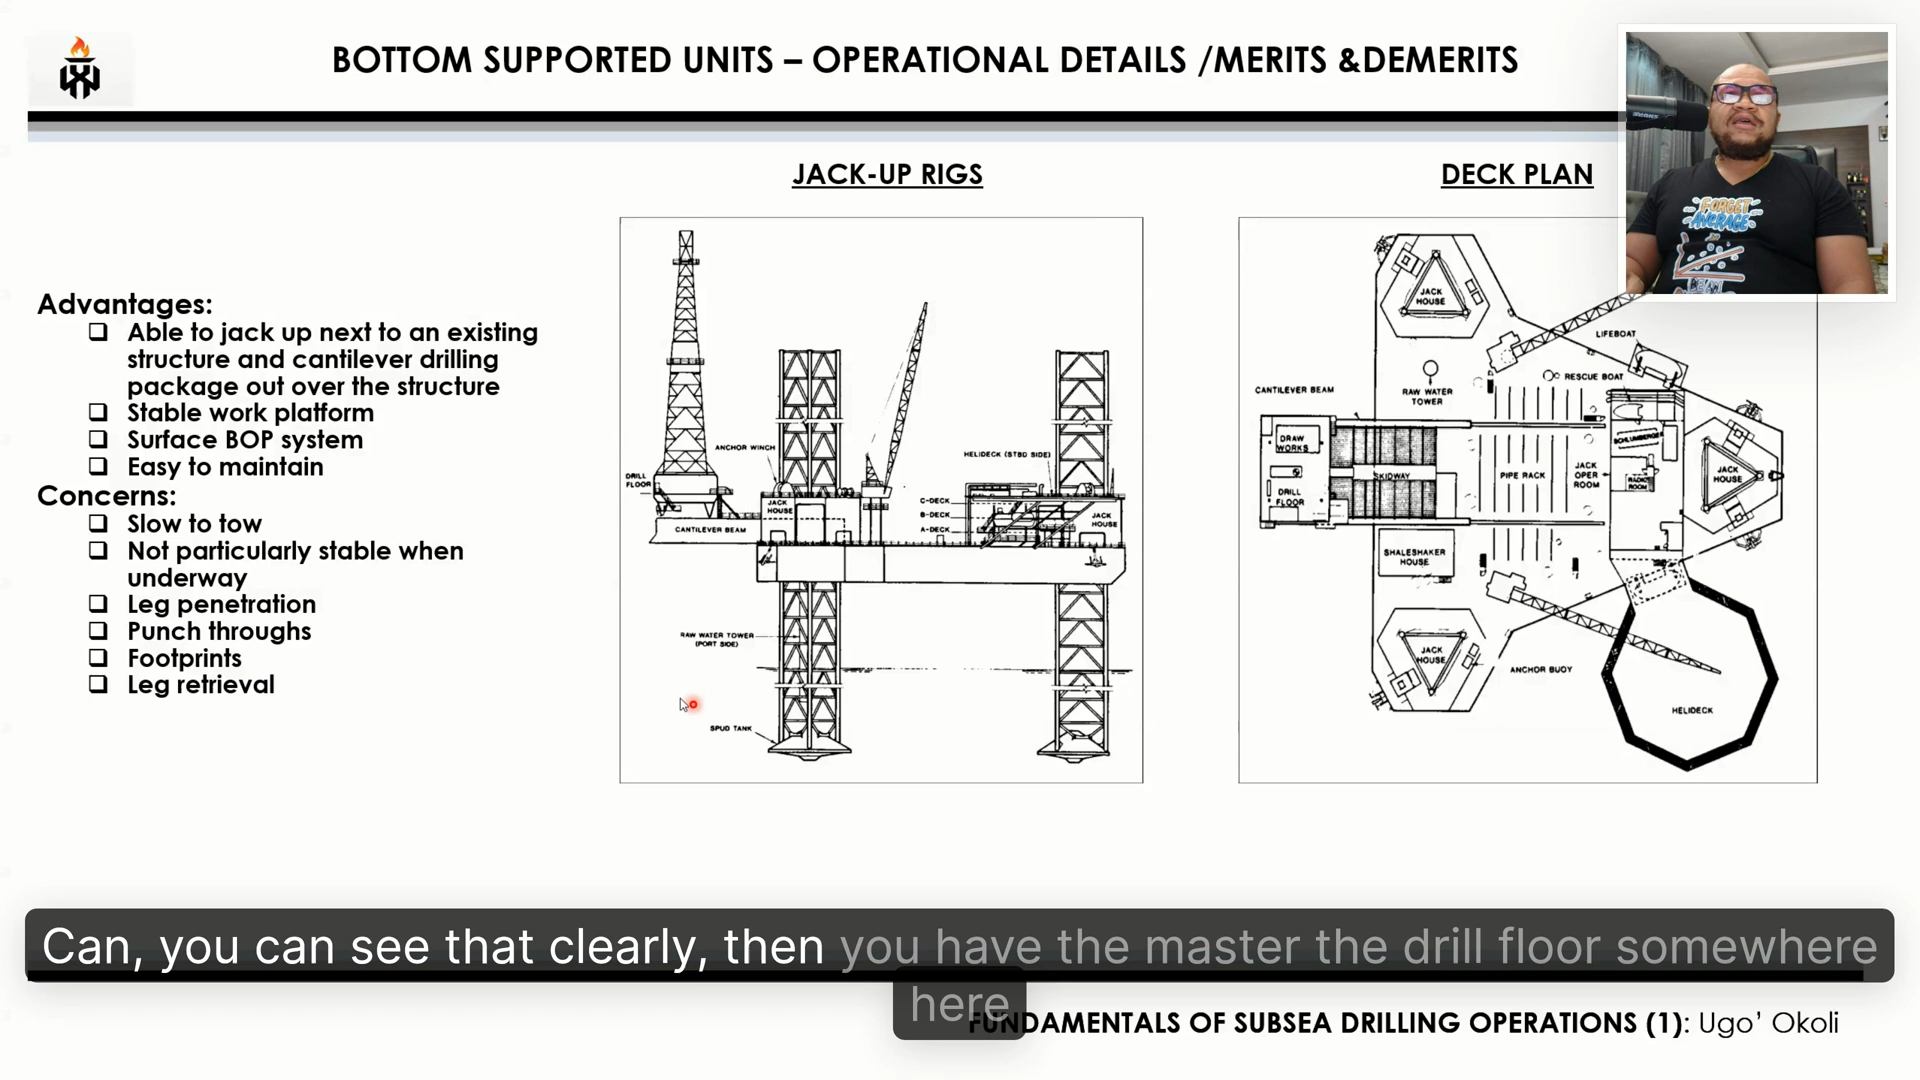 BOTTOM SUPPORTED UNITS – OPERATIONAL DETAILS /MERITS &DEMERITS
JACK-UP RIGS
DECK PLAN
Advantages:
❑ Able to jack up next to an existing
structure and cantilever drilling
package out over the structure
❑ Stable work platform
❑ Surface BOP system
❑ Easy to maintain
Concerns:
❑ Slow to tow
❑ Not particularly stable when
underway
❑ Leg penetration
❑ Punch throughs
❑ Footprints
❑ Leg retrieval
ANCHOR WINCH
HELIDECK (STBD SIDE)
DRILL
FLOOR
JACK
HOUSE
C-DECK
B-DECK
A-DECK
JACK
HOUSE
CANTILEVER BEAM
RAW WATER TOWER
(PORT SIDE)
SPUD TANK
JACK
HOUSE
LIFEBOAT
RESCUE BOAT
CANTILEVER BEAM
RAW WATER
TOWER
DRAW
WORKS
SCHLUMBERGER
SKIDWAY
PIPE RACK
JACK
OPER
ROOM
RADIO
ROOM
JACK
HOUSE
DRILL
FLOOR
SHALESHAKER
HOUSE
JACK
HOUSE
ANCHOR BUOY
HELIDECK
FORGET
AVERAGE
Can, you can see that clearly, then you have the master the drill floor somewhere
here
FUNDAMENTALS OF SUBSEA DRILLING OPERATIONS (1): Ugo’ Okoli